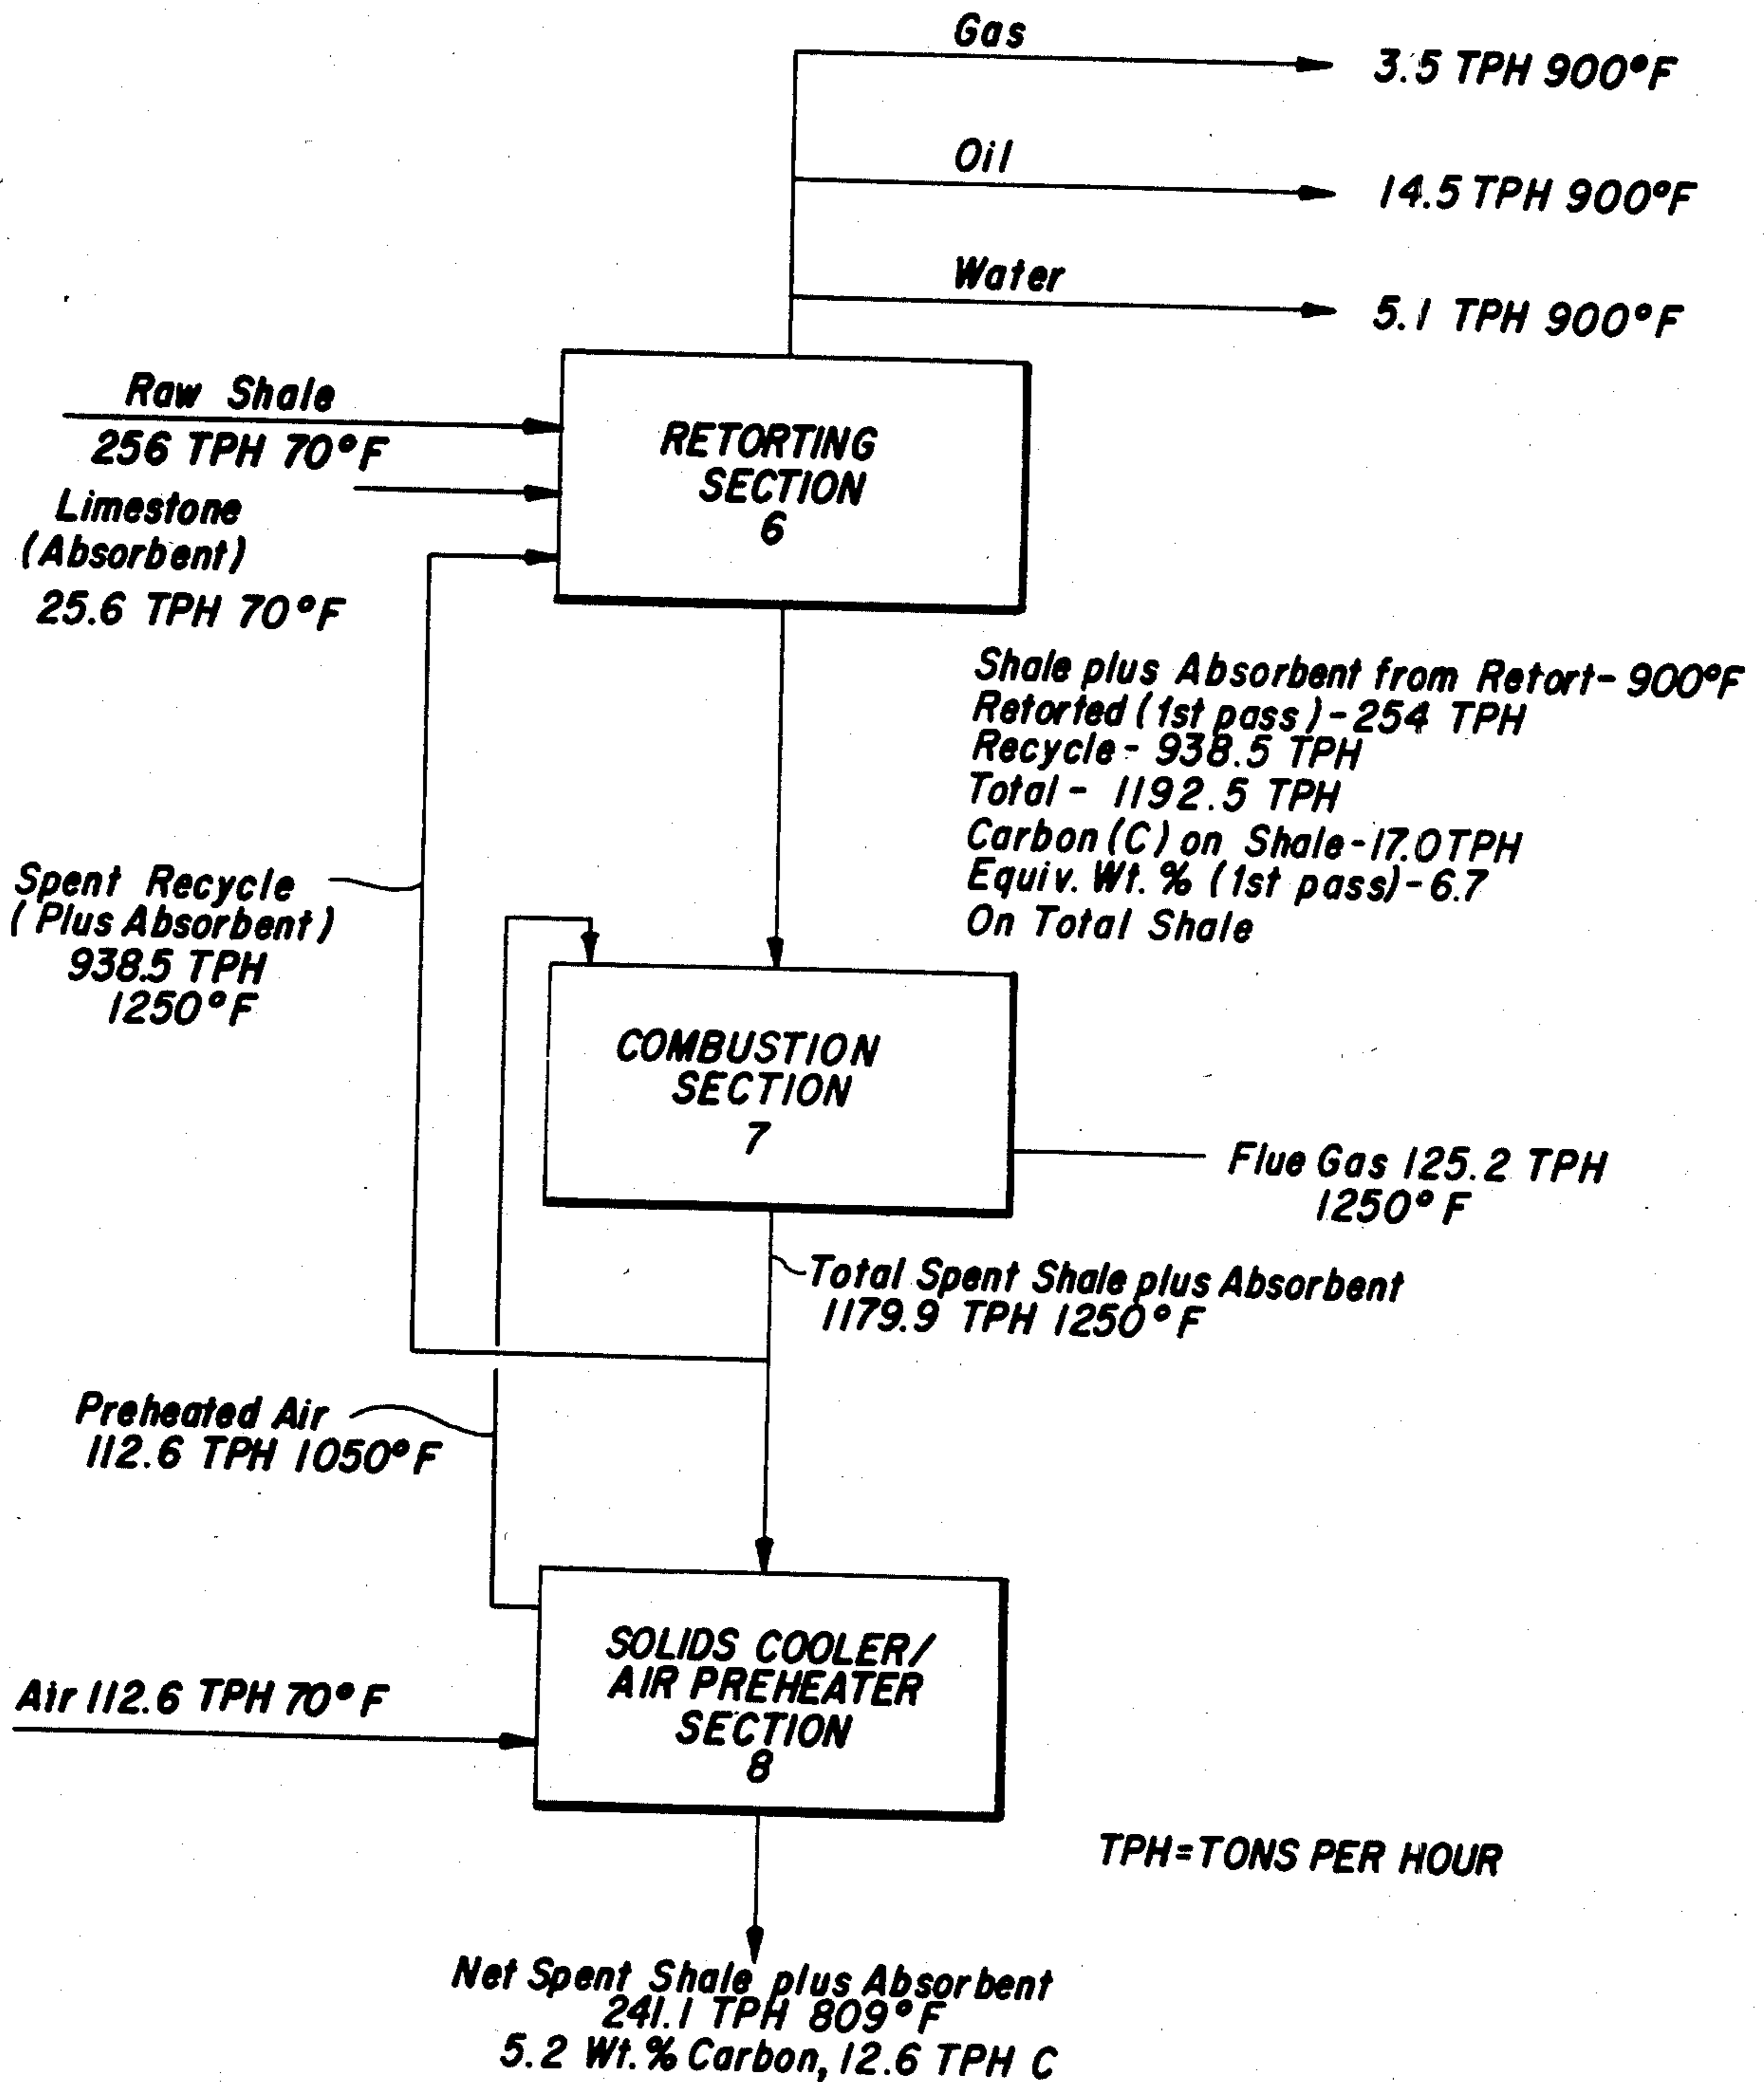 Gas
3.5 TPH 900°F
Oil
14.5 TPH 900°F
Water
5.1 TPH 900°F
Raw Shale
256 TPH 70°F
Limestone
(Absorbent)
25.6 TPH 70°F
RETORTING
SECTION
6
Shale plus Absorbent from Retort- 900°F
Retorted (1st pass)-254 TPH
Recycle- 938.5 TPH
Total- 1192.5 TPH
Carbon (C) on Shale-17.0 TPH
Equiv. Wt. % (1st pass)-6.7
On Total Shale
Spent Recycle
(Plus Absorbent)
938.5 TPH
1250°F
COMBUSTION
SECTION
7
Flue Gas 125.2 TPH
1250°F
Total Spent Shale plus Absorbent
1179.9 TPH 1250°F
Preheated Air
112.6 TPH 1050°F
SOLIDS COOLER/
AIR PREHEATER
SECTION
8
Air 112.6 TPH 70°F
TPH=TONS PER HOUR
Net Spent Shale plus Absorbent
241.1 TPH 809°F
5.2 Wt.% Carbon, 12.6 TPH C